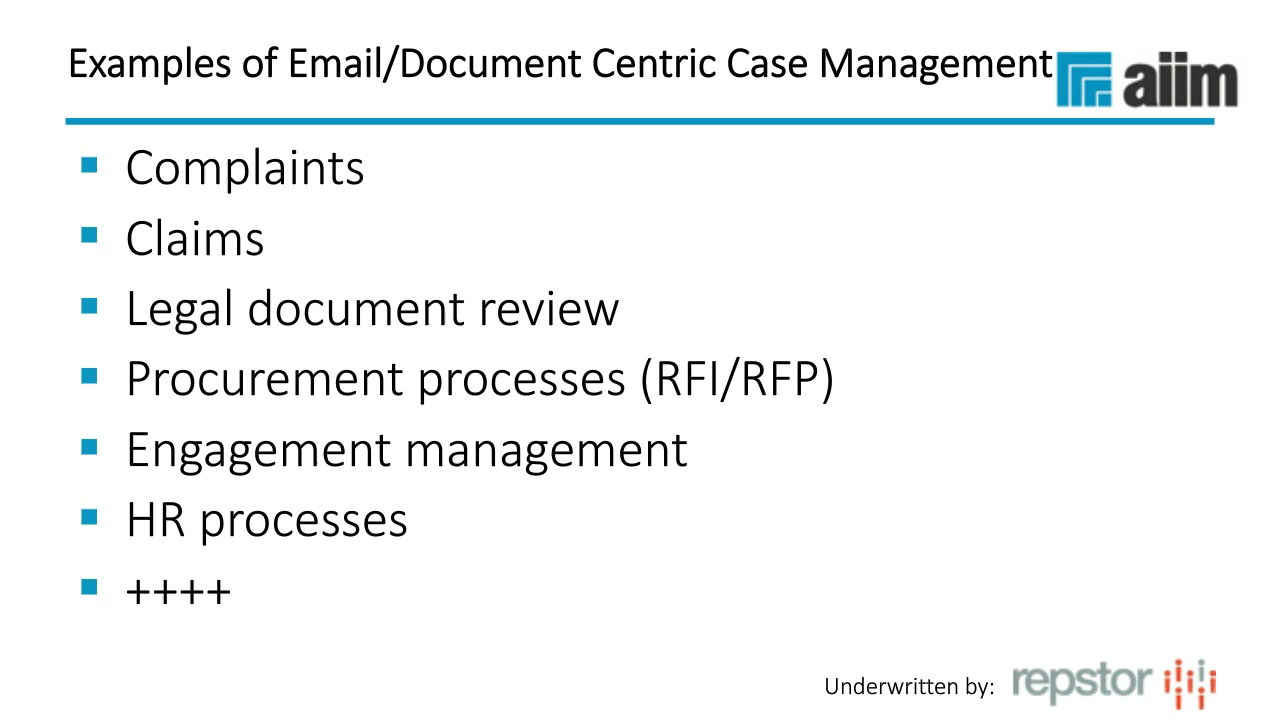 Examples of Email/Document Centric Case Management
aiim
Complaints
Claims
Legal document review
Procurement processes (RFI/RFP)
Engagement management
HR processes
++++
Underwritten by: repstor